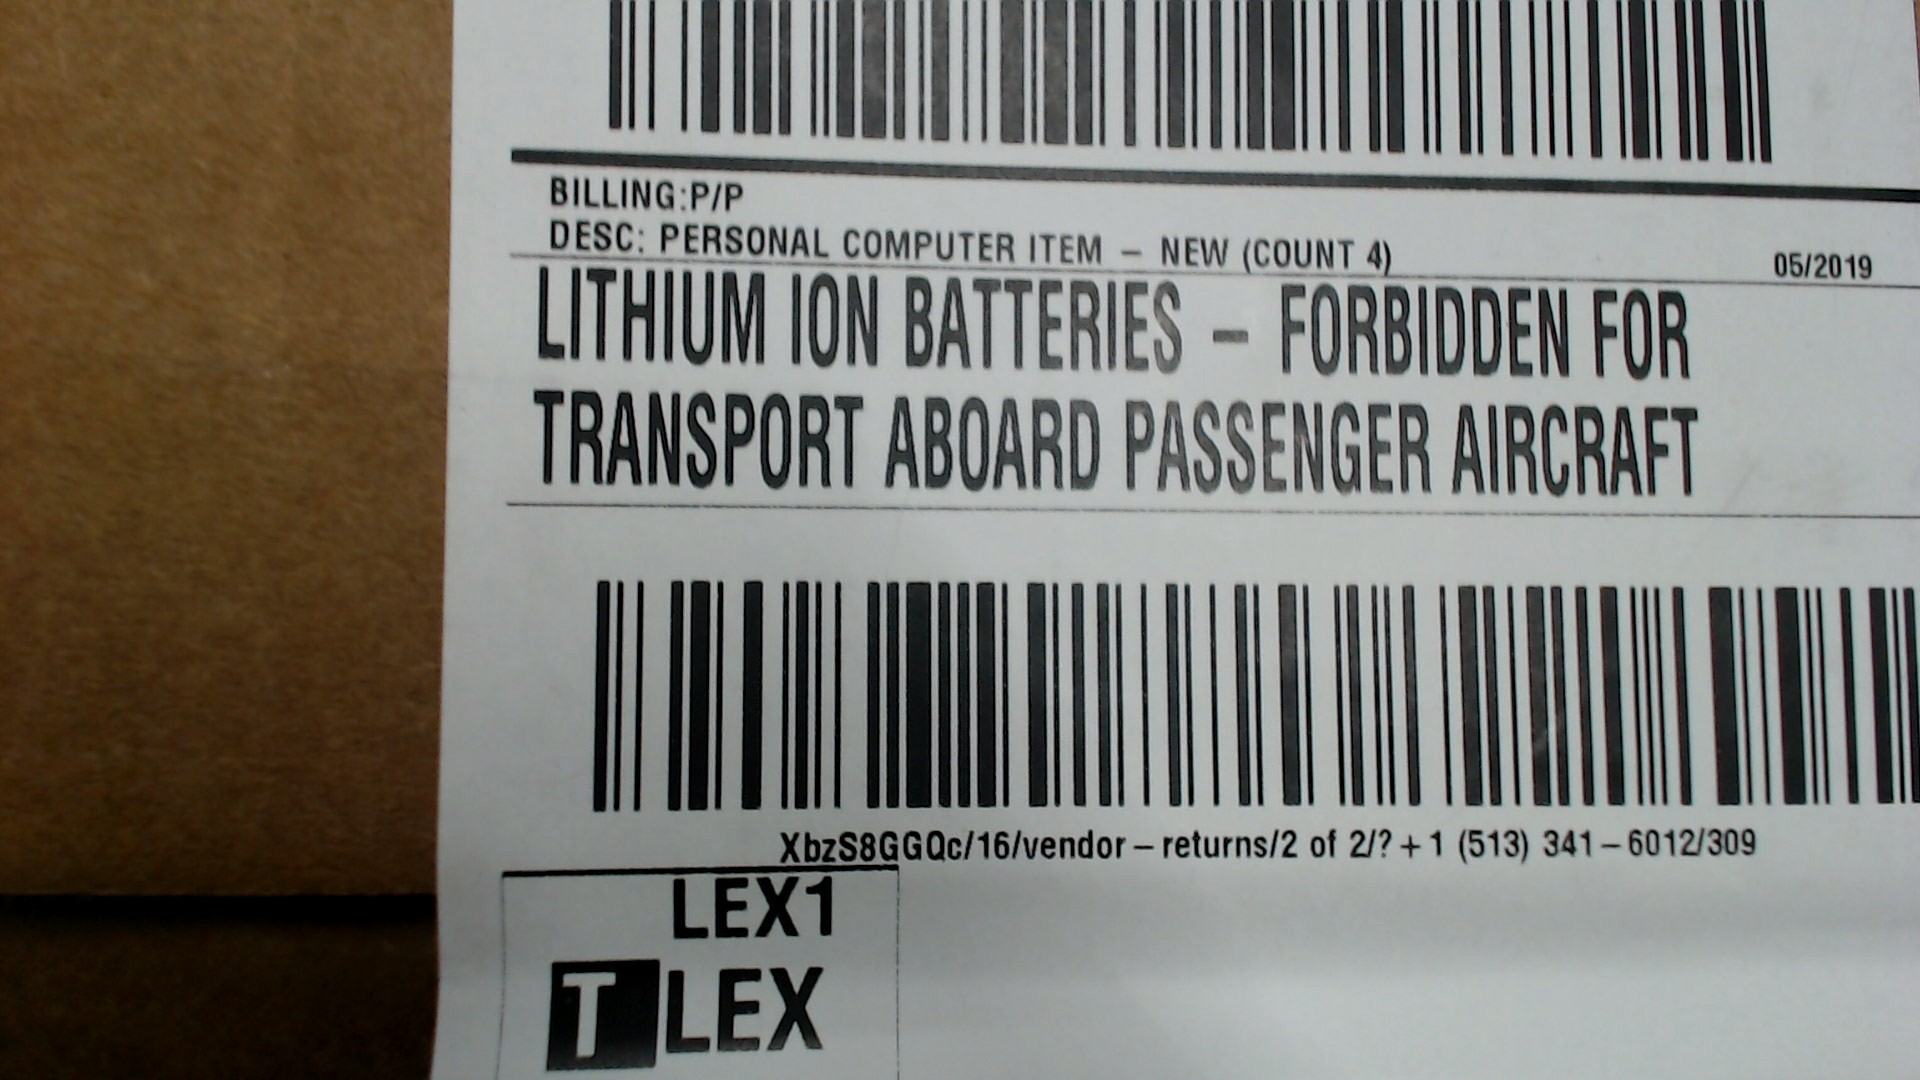 BILLING:P/P
DESC: PERSONAL COMPUTER ITEM – NEW (COUNT 4)
05/2019
LITHIUM ION BATTERIES – FORBIDDEN FOR
TRANSPORT ABOARD PASSENGER AIRCRAFT
XbzS8GGQc/16/vendor – returns/2 of 2/? + 1 (513) 341 – 6012/309
LEX1
T LEX